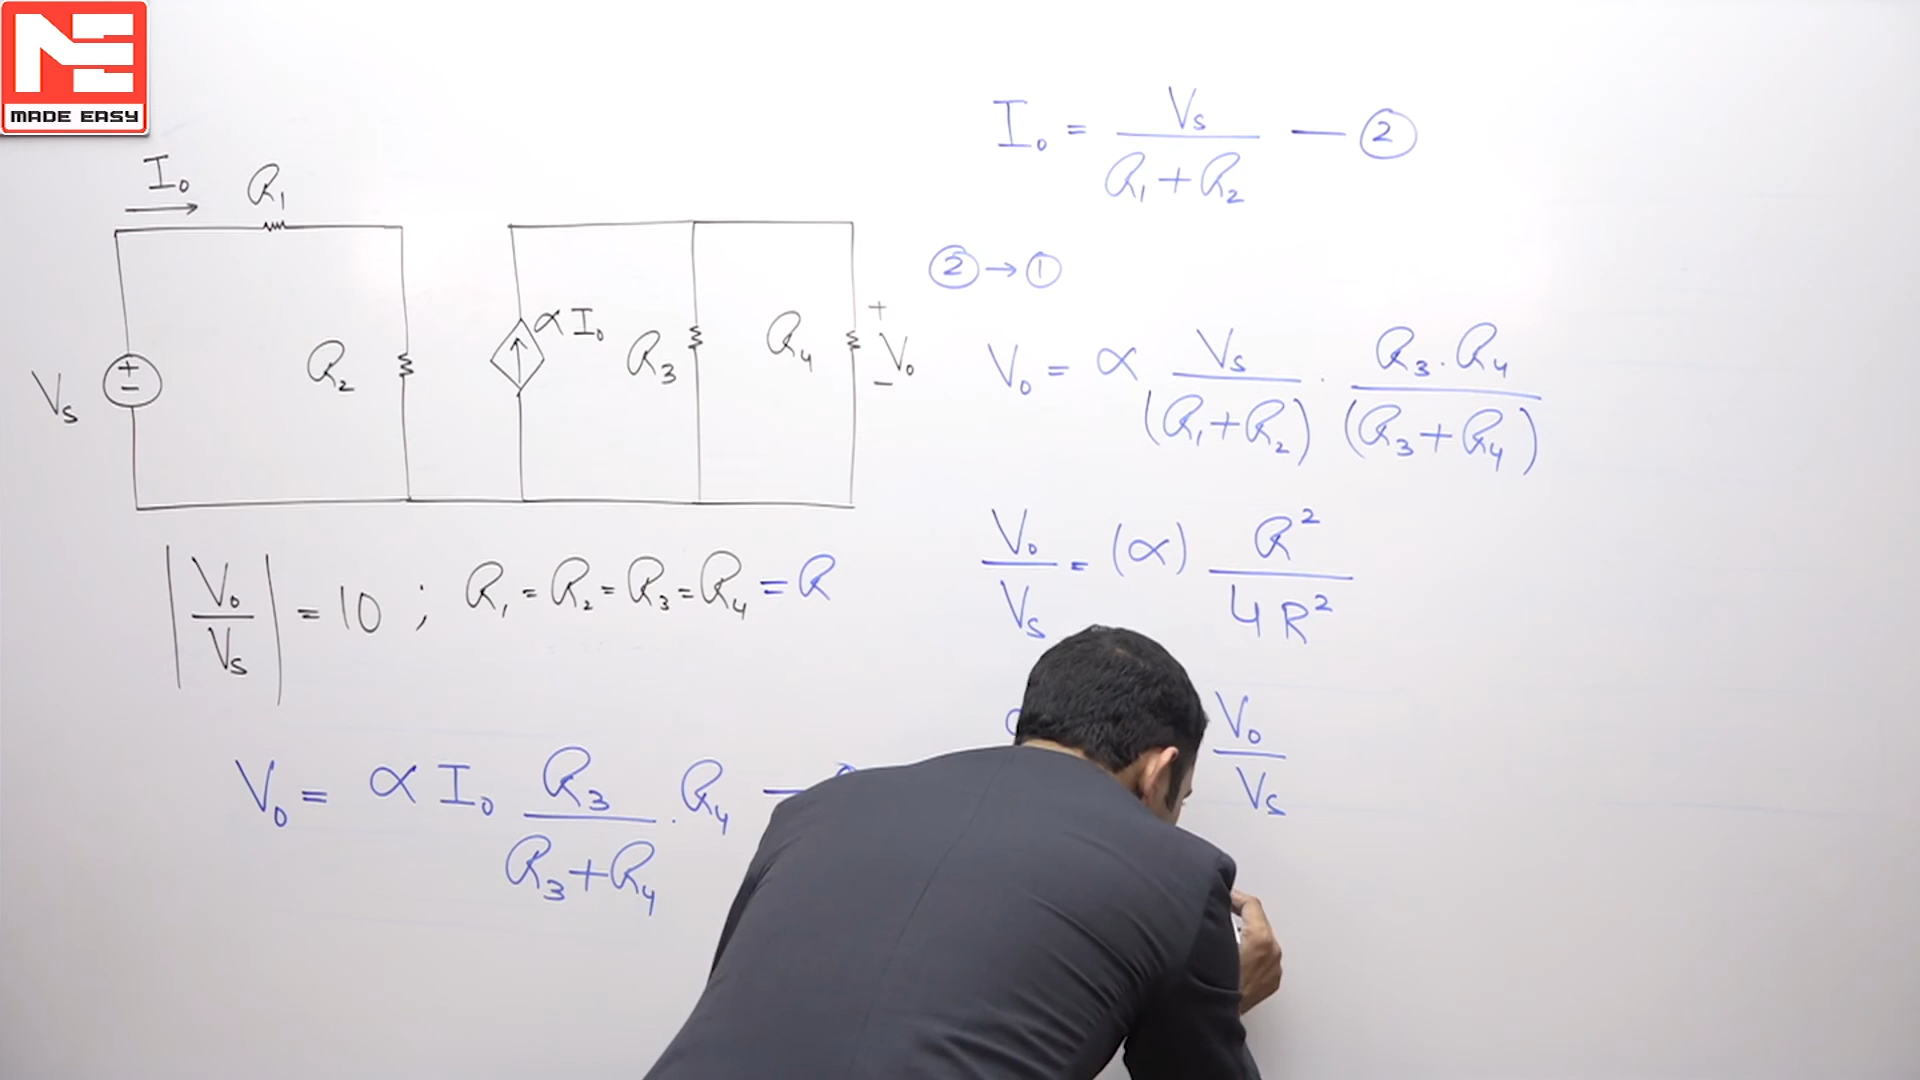 MADE EASY
I₀ R₁
Vₛ + − R₂ αI₀ R₃ R₄ + V₀ −
|V₀/Vₛ| = 10 ; R₁ = R₂ = R₃ = R₄ = R
V₀ = α I₀ R₃/(R₃+R₄) . R₄ —
I₀ = Vₛ/(R₁+R₂) — ②
② → ①
V₀ = α Vₛ/(R₁+R₂) . R₃.R₄/(R₃+R₄)
V₀/Vₛ = (α) R²/4R²
V₀/Vₛ